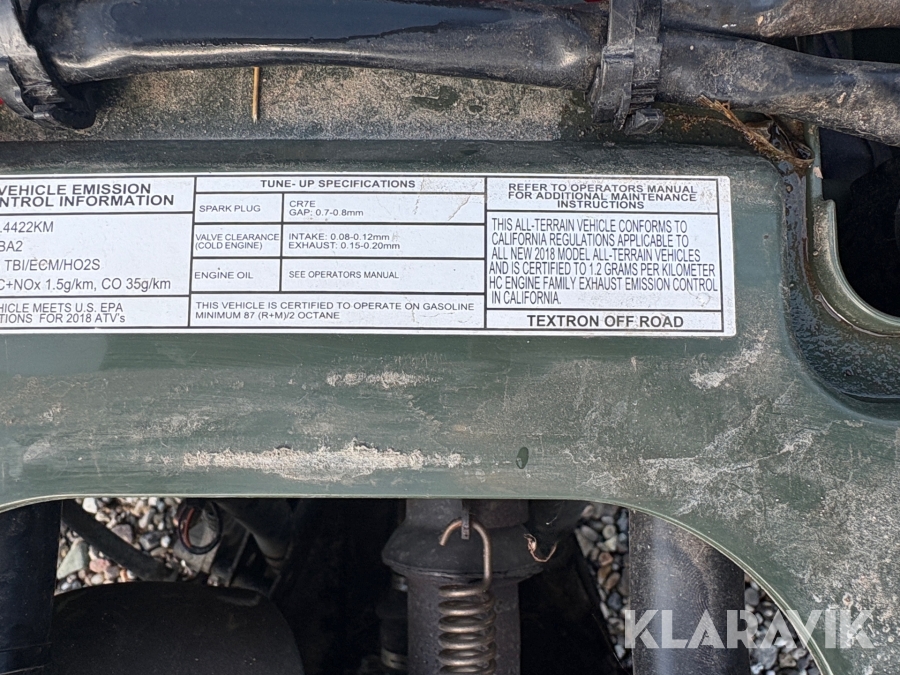 VEHICLE EMISSION
CONTROL INFORMATION
4422KM
BA2
TBI/ECM/HO2S
C+NOx 1.5g/km, CO 35g/km
VEHICLE MEETS U.S. EPA
FOR 2018 ATV's
TUNE- UP SPECIFICATIONS
SPARK PLUG
CR7E
GAP: 0.7-0.8mm
VALVE CLEARANCE
(COLD ENGINE)
INTAKE: 0.08-0.12mm
EXHAUST: 0.15-0.20mm
ENGINE OIL
SEE OPERATORS MANUAL
THIS VEHICLE IS CERTIFIED TO OPERATE ON GASOLINE
MINIMUM 87 (R+M)/2 OCTANE
REFER TO OPERATORS MANUAL
FOR ADDITIONAL MAINTENANCE
INSTRUCTIONS
THIS ALL-TERRAIN VEHICLE CONFORMS TO
CALIFORNIA REGULATIONS APPLICABLE TO
ALL NEW 2018 MODEL ALL-TERRAIN VEHICLES
AND IS CERTIFIED TO 1.2 GRAMS PER KILOMETER
HC ENGINE FAMILY EXHAUST EMISSION CONTROL
IN CALIFORNIA.
TEXTRON OFF ROAD
KLARAVIK